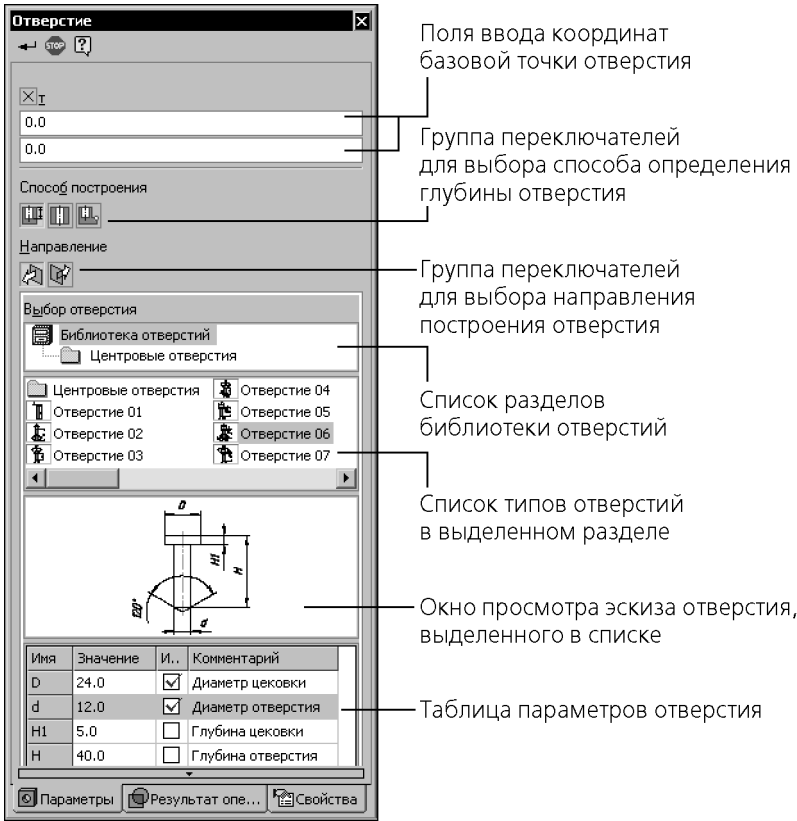 Отверстие
STOP
т
0.0
0.0
Способ построения
Направление
Выбор отверстия
Библиотека отверстий
Центровые отверстия
Центровые отверстия
Отверстие 01
Отверстие 02
Отверстие 03
Отверстие 04
Отверстие 05
Отверстие 06
Отверстие 07
D
H1
H
120°
d
Имя Значение И.. Комментарий
D 24.0 Диаметр цековки
d 12.0 Диаметр отверстия
H1 5.0 Глубина цековки
H 40.0 Глубина отверстия
Параметры Результат опе... Свойства
Поля ввода координат
базовой точки отверстия
Группа переключателей
для выбора способа определения
глубины отверстия
Группа переключателей
для выбора направления
построения отверстия
Список разделов
библиотеки отверстий
Список типов отверстий
в выделенном разделе
Окно просмотра эскиза отверстия,
выделенного в списке
Таблица параметров отверстия